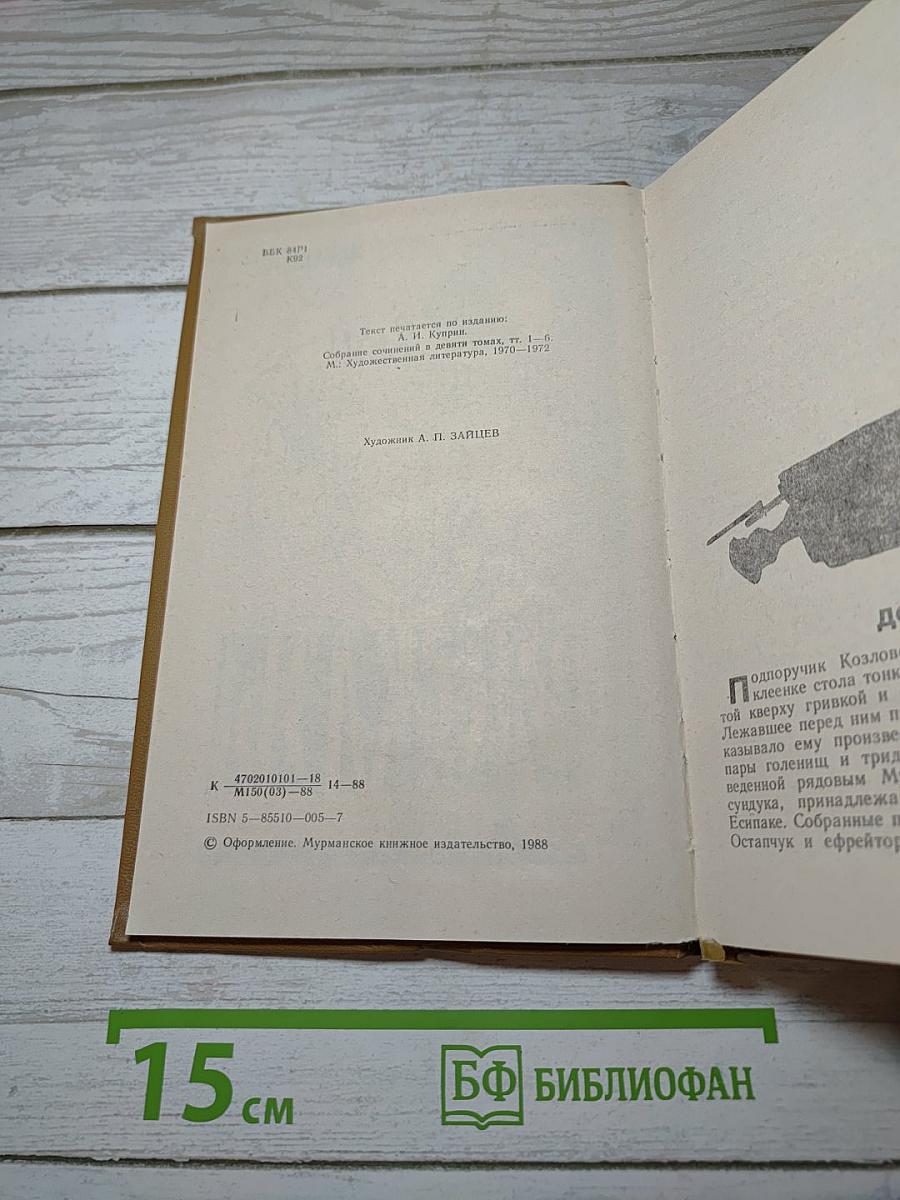 ББК 84Р1
К92
Текст печатается по изданию:
А. И. Куприн.
Собрание сочинений в девяти томах, тт. 1—6.
М.: Художественная литература, 1970—1972
Художник А. П. ЗАЙЦЕВ
К 4702010101—18 14—88
М150(03)—88
ISBN 5—85510—005—7
© Оформление. Мурманское книжное издательство, 1988
Подпоручик Козлов
клеенке стола тонк
той кверху гривкой и
Лежавшее перед ним п
казывало ему произве
пары голенищ и трид
веденной рядовым Му
сундука, принадлежа
Есипаке. Собранные п
Остапчук и ефрейтор
15 см
БФ БИБЛИОФАН